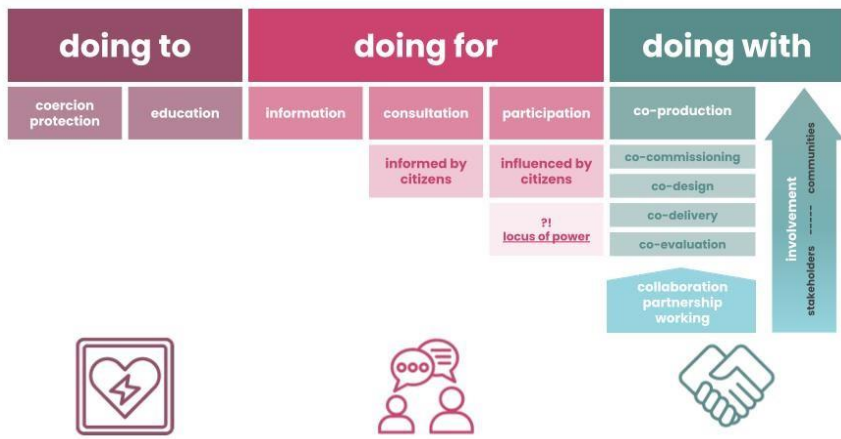 doing to
doing for
doing with
coercion
protection
education
information
consultation
participation
co-production
informed by
citizens
influenced by
citizens
?!
locus of power
co-commissioning
co-design
co-delivery
co-evaluation
collaboration
partnership
working
involvement
stakeholders ----- communities